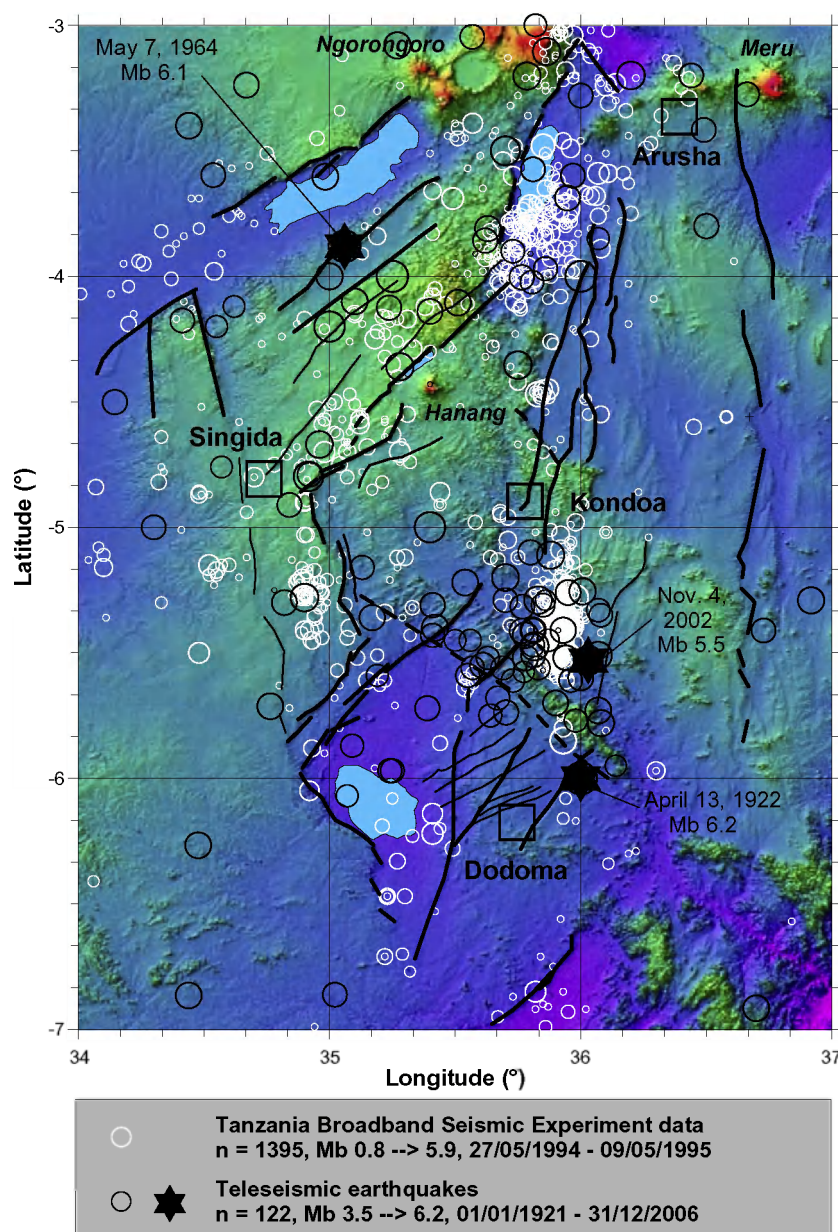 -3
May 7, 1964
Mb 6.1
Ngorongoro
Meru
Arusha
-4
Hanang
Singida
Kondoa
Latitude (°)
-5
Nov. 4,
2002
Mb 5.5
-6
April 13, 1922
Mb 6.2
Dodoma
-7
34
35
36
37
Longitude (°)
Tanzania Broadband Seismic Experiment data
n = 1395, Mb 0.8 --> 5.9, 27/05/1994 - 09/05/1995
Teleseismic earthquakes
n = 122, Mb 3.5 --> 6.2, 01/01/1921 - 31/12/2006